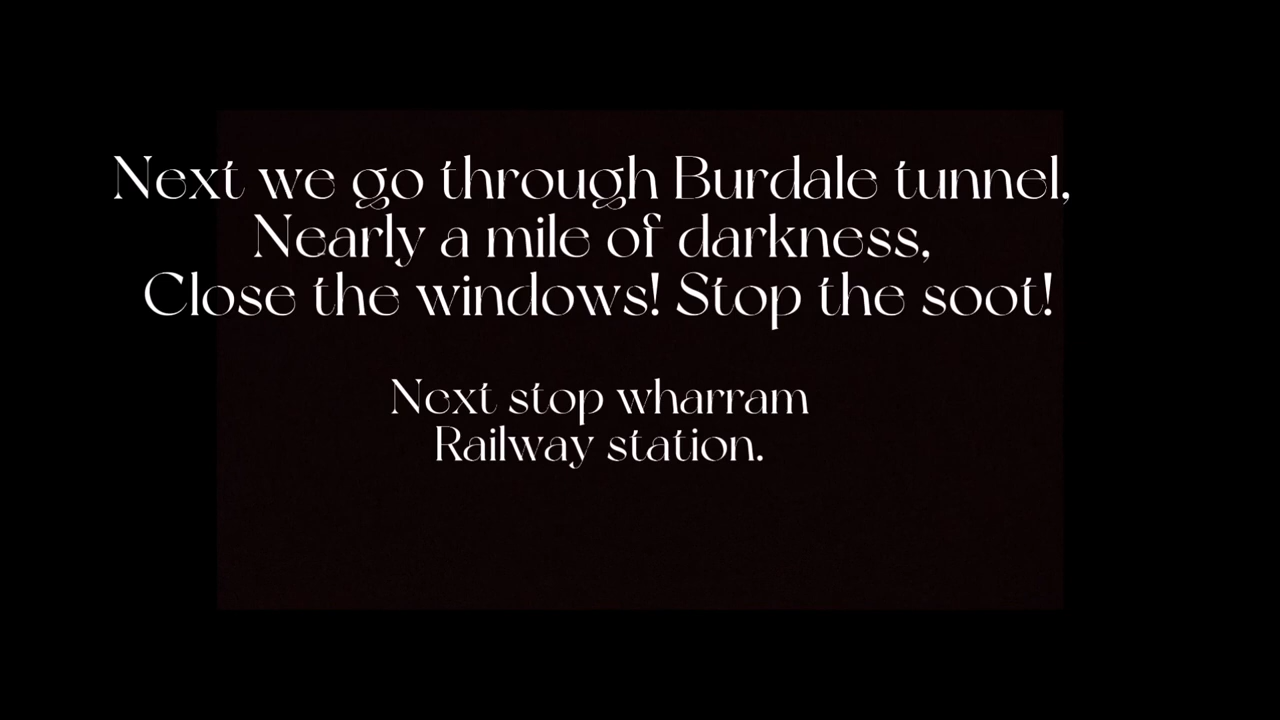 Next we go through Burdale tunnel,
Nearly a mile of darkness,
Close the windows! Stop the soot!
Next stop wharram
Railway station.